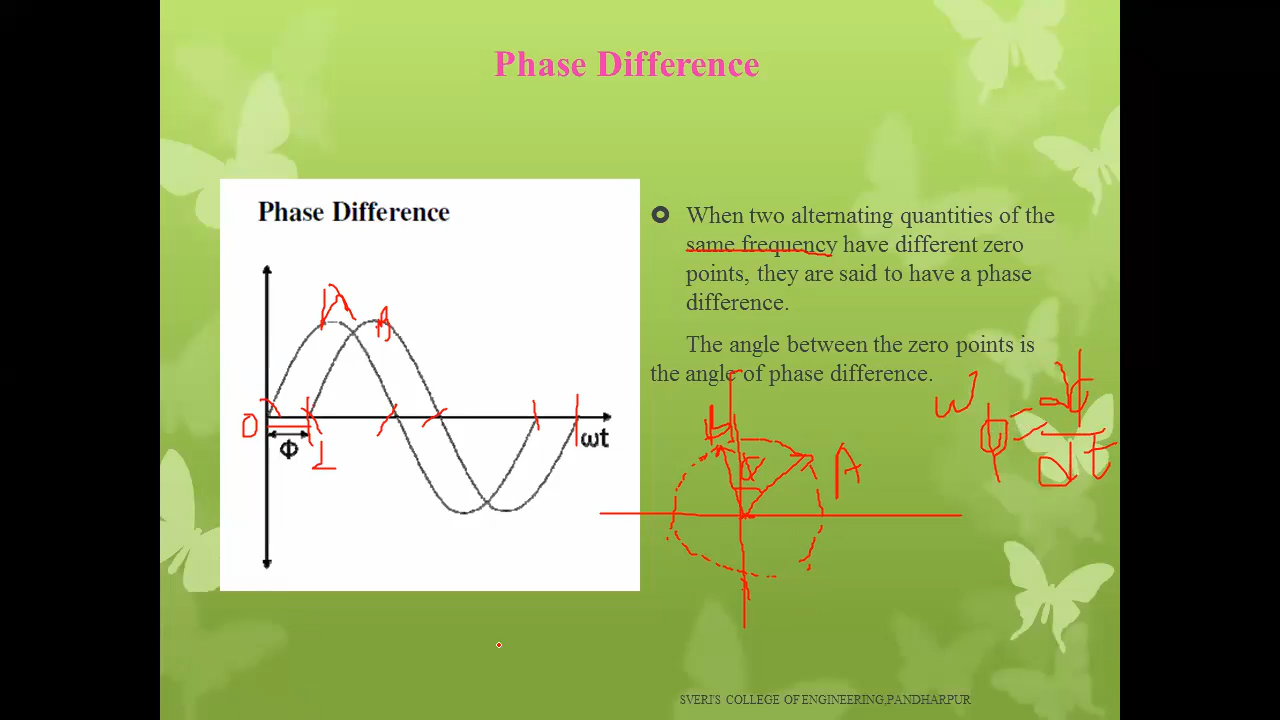 Phase Difference
Phase Difference
When two alternating quantities of the
same frequency have different zero
points, they are said to have a phase
difference.
The angle between the zero points is
the angle of phase difference.
A
0
Φ
1
ωt
A
W
SVERI'S COLLEGE OF ENGINEERING,PANDHARPUR